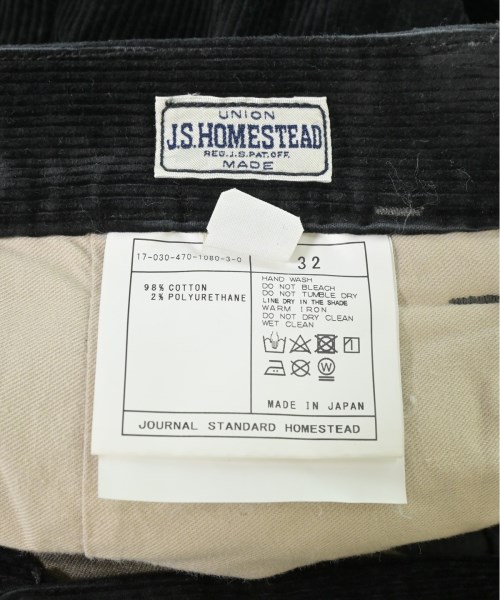 UNION
J.S.HOMESTEAD
REG.J.S.PAT.OFF.
MADE
17-030-470-1080-3-0
32
98% COTTON
2% POLYURETHANE
HAND WASH
DO NOT BLEACH
DO NOT TUMBLE DRY
LINE DRY IN THE SHADE
WARM IRON
DO NOT DRY CLEAN
WET CLEAN
W
MADE IN JAPAN
JOURNAL STANDARD HOMESTEAD